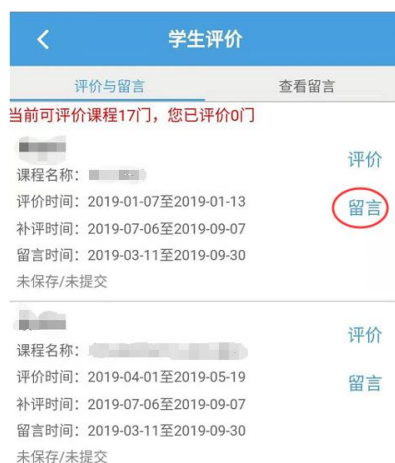 学生评价
评价与留言 查看留言
当前可评价课程17门，您已评价0门
评价
课程名称：
评价时间：2019-01-07至2019-01-13
留言
补评时间：2019-07-06至2019-09-07
留言时间：2019-03-11至2019-09-30
未保存/未提交
评价
课程名称：
评价时间：2019-04-01至2019-05-19
留言
补评时间：2019-07-06至2019-09-07
留言时间：2019-03-11至2019-09-30
未保存/未提交